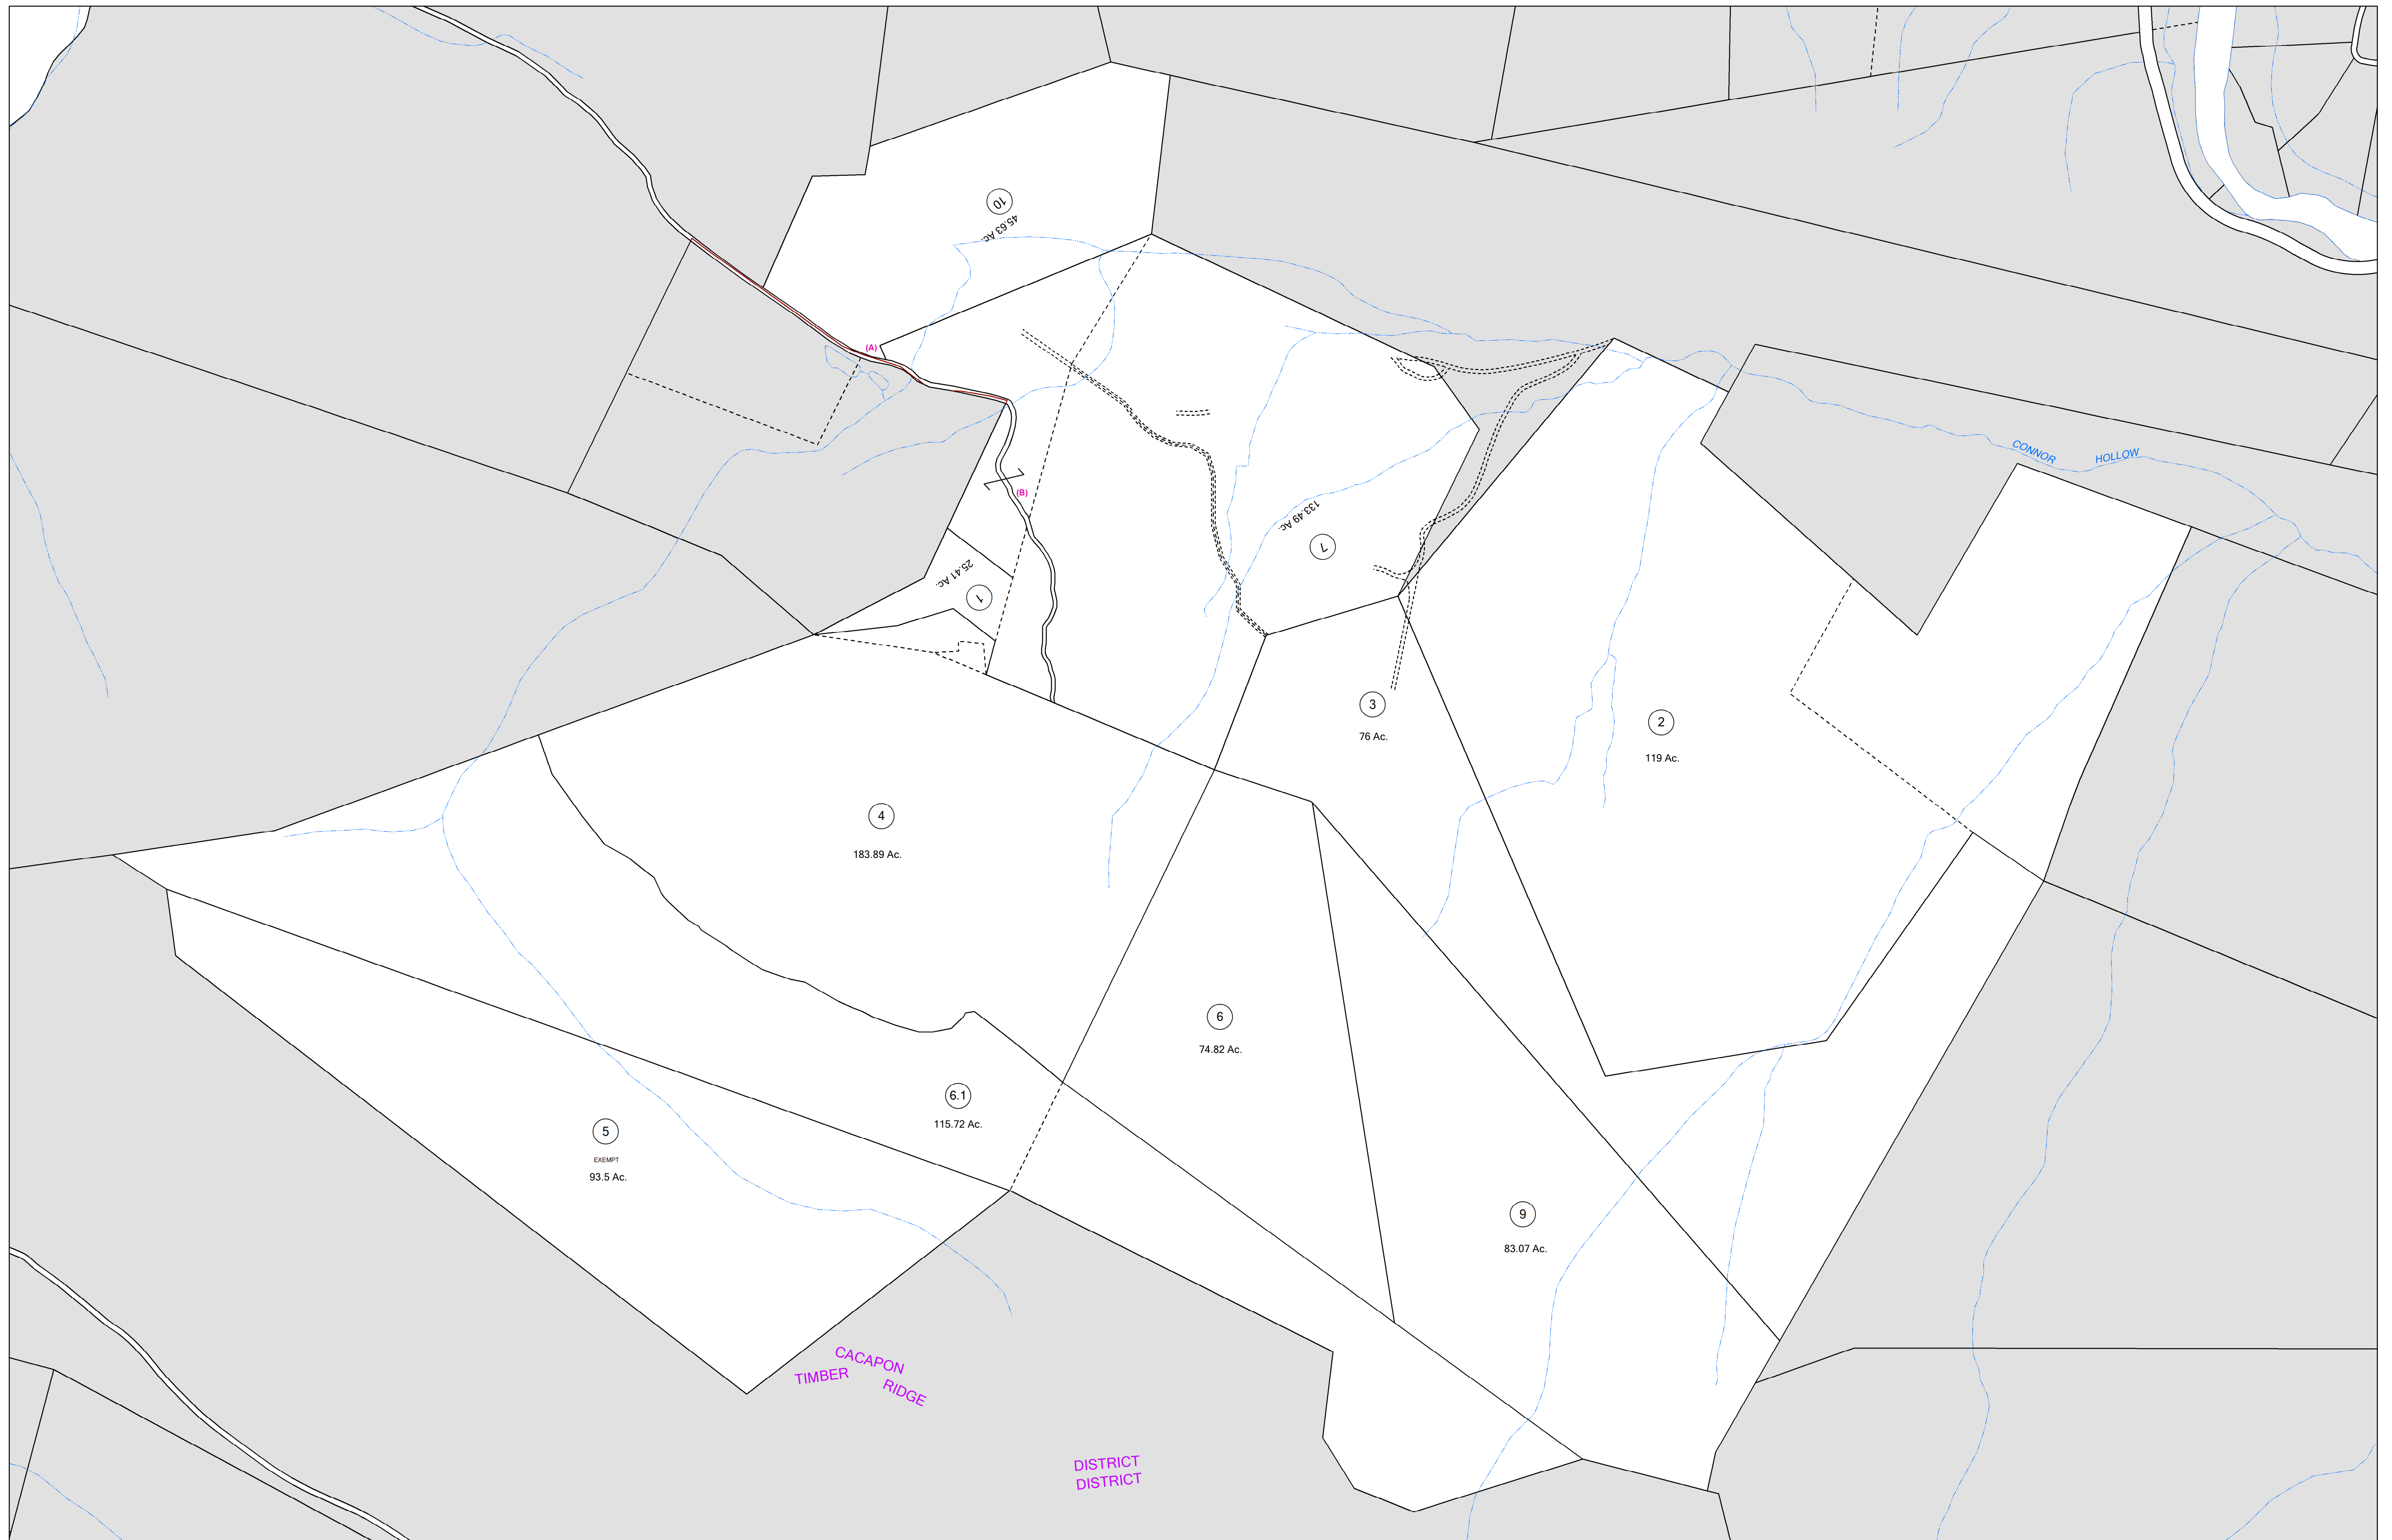 10
45.63 Ac.
(A)
CONNOR HOLLOW
(B)
133.49 Ac.
7
25.41 Ac.
1
3
76 Ac.
2
119 Ac.
4
183.89 Ac.
6
74.82 Ac.
6.1
115.72 Ac.
5
EXEMPT
93.5 Ac.
9
83.07 Ac.
CACAPON
TIMBER RIDGE
DISTRICT
DISTRICT